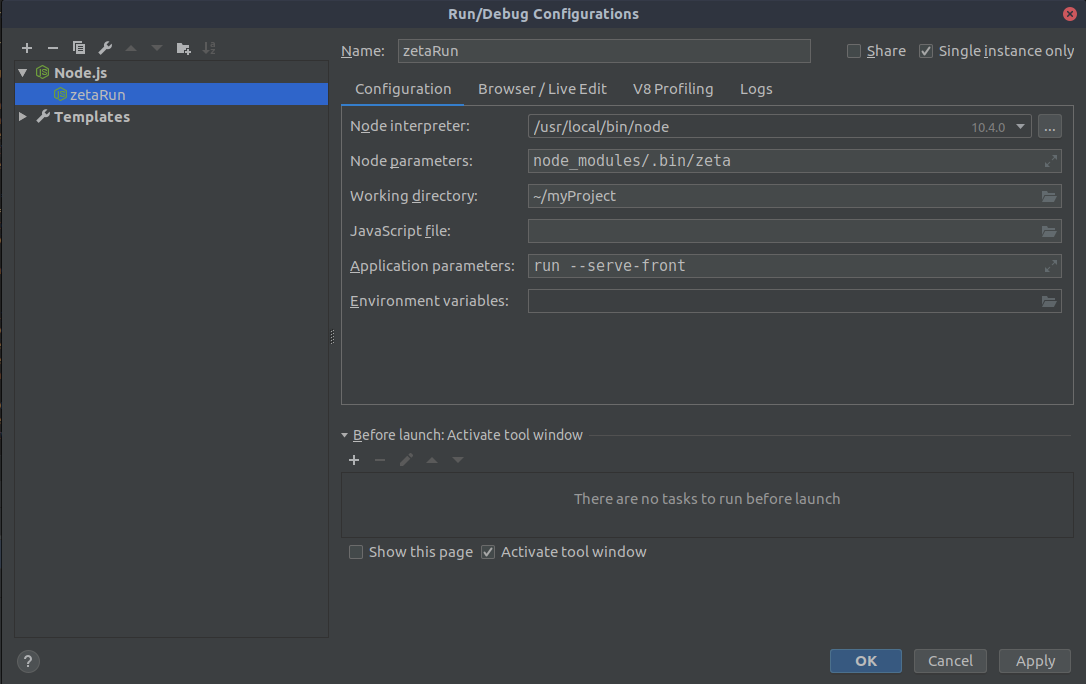 Run/Debug Configurations
Node.js
zetaRun
Templates
Name: zetaRun Share Single instance only
Configuration Browser / Live Edit V8 Profiling Logs
Node interpreter: /usr/local/bin/node 10.4.0 ...
Node parameters: node_modules/.bin/zeta
Working directory: ~/myProject
JavaScript file:
Application parameters: run --serve-front
Environment variables:
Before launch: Activate tool window
There are no tasks to run before launch
Show this page Activate tool window
? OK Cancel Apply